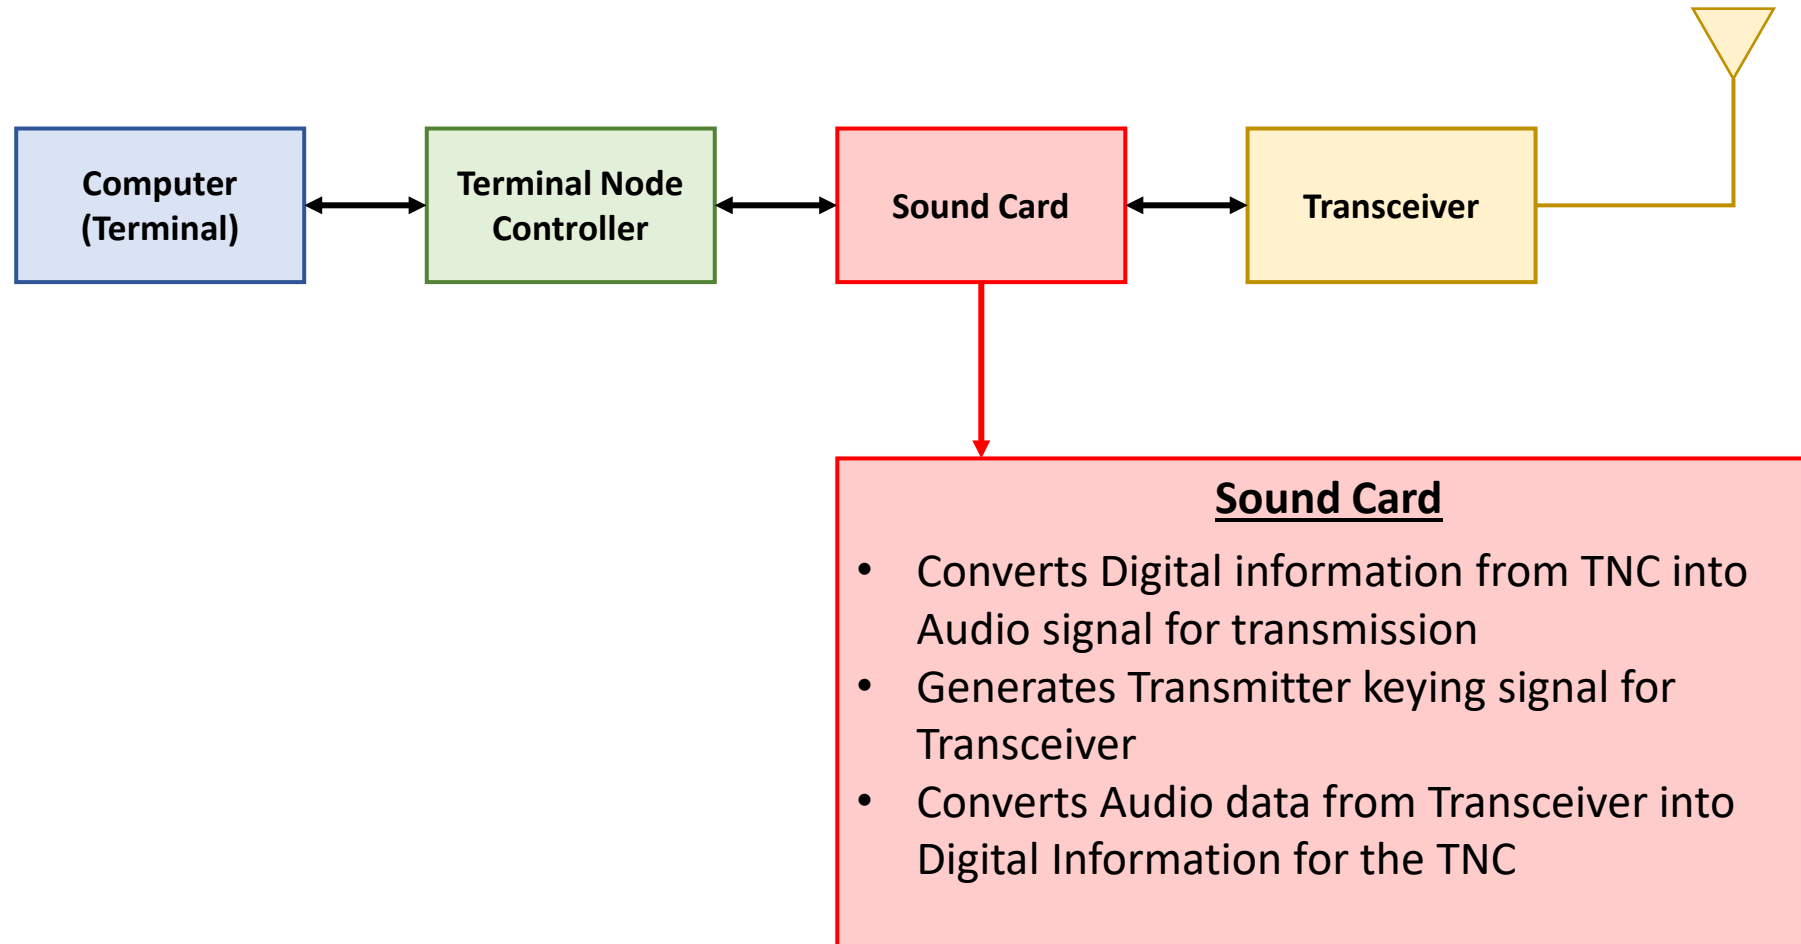 Computer
(Terminal)
Terminal Node
Controller
Sound Card
Transceiver
Sound Card
• Converts Digital information from TNC into
Audio signal for transmission
• Generates Transmitter keying signal for
Transceiver
• Converts Audio data from Transceiver into
Digital Information for the TNC